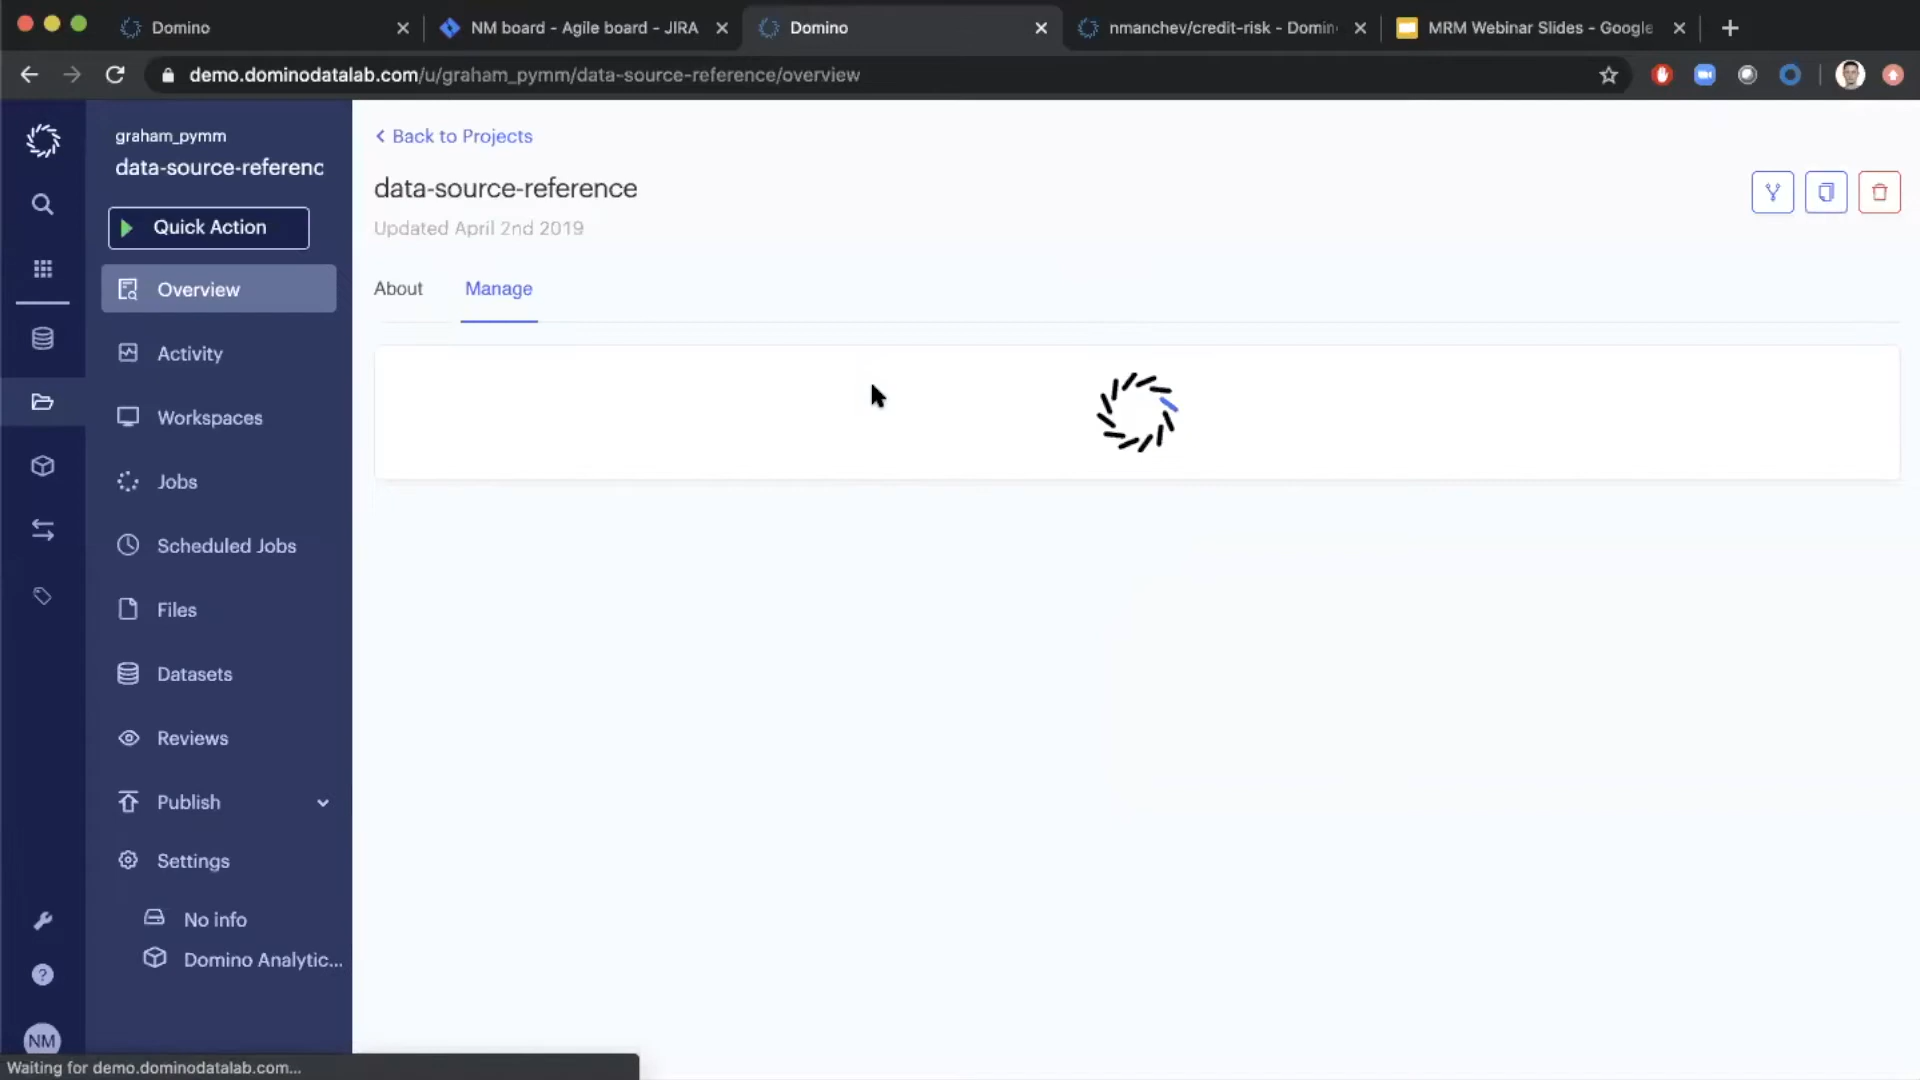 Domino
NM board - Agile board - JIRA
Domino
nmanchev/credit-risk - Domin
MRM Webinar Slides - Google
demo.dominodatalab.com/u/graham_pymm/data-source-reference/overview
graham_pymm
data-source-referenc
Quick Action
Overview
Activity
Workspaces
Jobs
Scheduled Jobs
Files
Datasets
Reviews
Publish
Settings
No info
Domino Analytic...
?
NM
Back to Projects
data-source-reference
Updated April 2nd 2019
About Manage
Waiting for demo.dominodatalab.com...